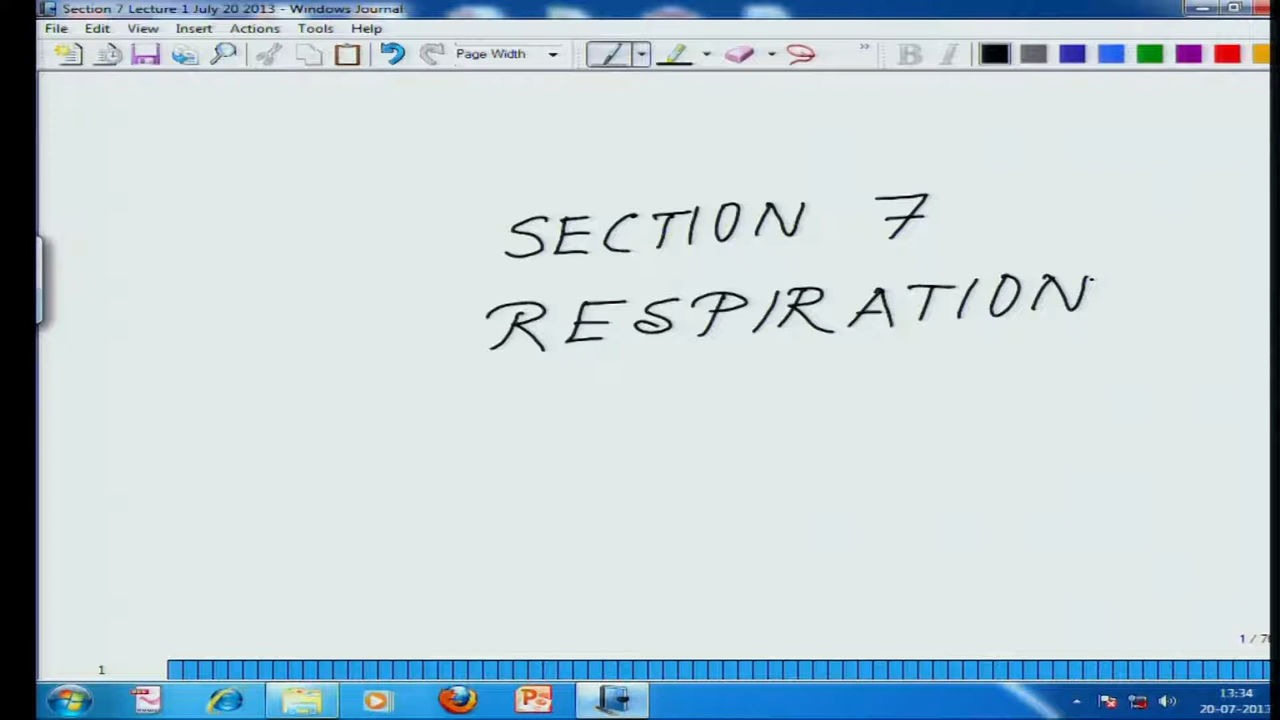 Section 7 Lecture 1 July 20 2013 - Windows Journal
File Edit View Insert Actions Tools Help
Page Width
SECTION 7
RESPIRATION
1
13:34
20-07-2013